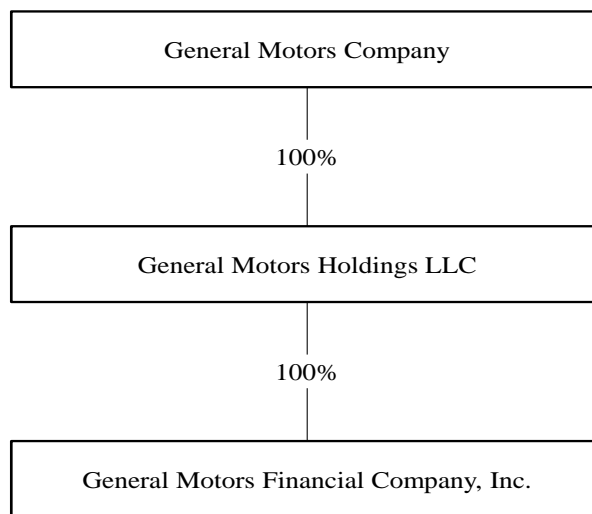 General Motors Company
100%
General Motors Holdings LLC
100%
General Motors Financial Company, Inc.